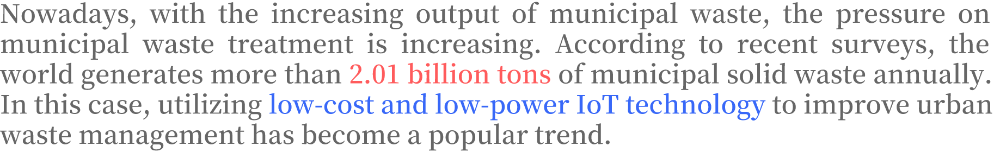 Nowadays, with the increasing output of municipal waste, the pressure on
municipal waste treatment is increasing. According to recent surveys, the
world generates more than 2.01 billion tons of municipal solid waste annually.
In this case, utilizing low-cost and low-power IoT technology to improve urban
waste management has become a popular trend.